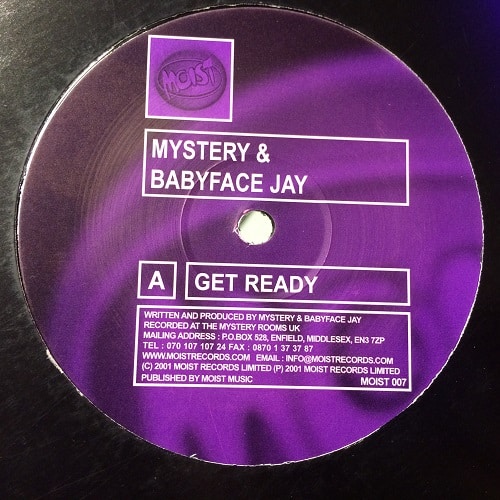 MOIST
MYSTERY &
BABYFACE JAY
A GET READY
WRITTEN AND PRODUCED BY MYSTERY & BABYFACE JAY
RECORDED AT THE MYSTERY ROOMS UK
MAILING ADDRESS : P.O.BOX 528, ENFIELD, MIDDLESEX, EN3 7ZP
TEL : 070 107 107 24 FAX : 0870 1 37 37 87
WWW.MOISTRECORDS.COM EMAIL : INFO@MOISTRECORDS.COM
(C) 2001 MOIST RECORDS LIMITED (P) 2001 MOIST RECORDS LIMITED
PUBLISHED BY MOIST MUSIC MOIST 007